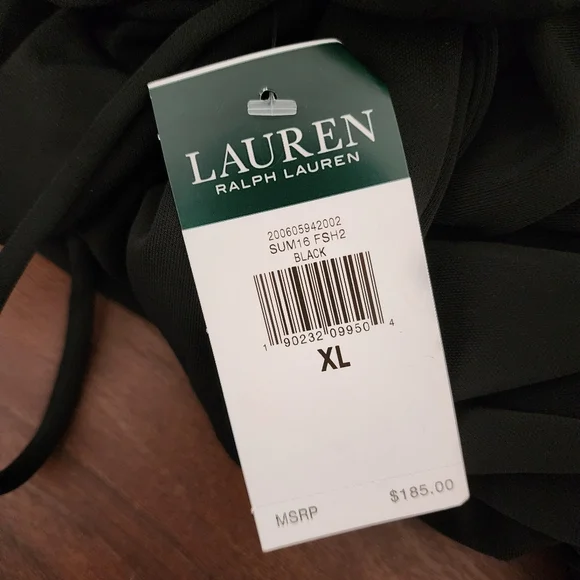 LAUREN
RALPH LAUREN
200605942002
SUM16 FSH2
BLACK
1 90232 09950 4
XL
MSRP $185.00